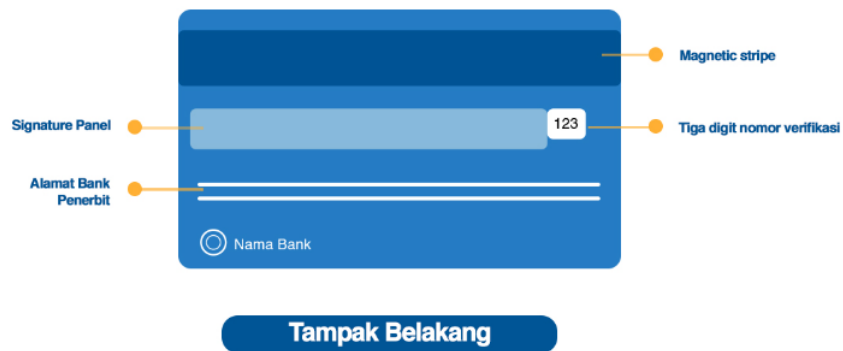 Magnetic stripe
Signature Panel
123
Tiga digit nomor verifikasi
Alamat Bank
Penerbit
Nama Bank
Tampak Belakang